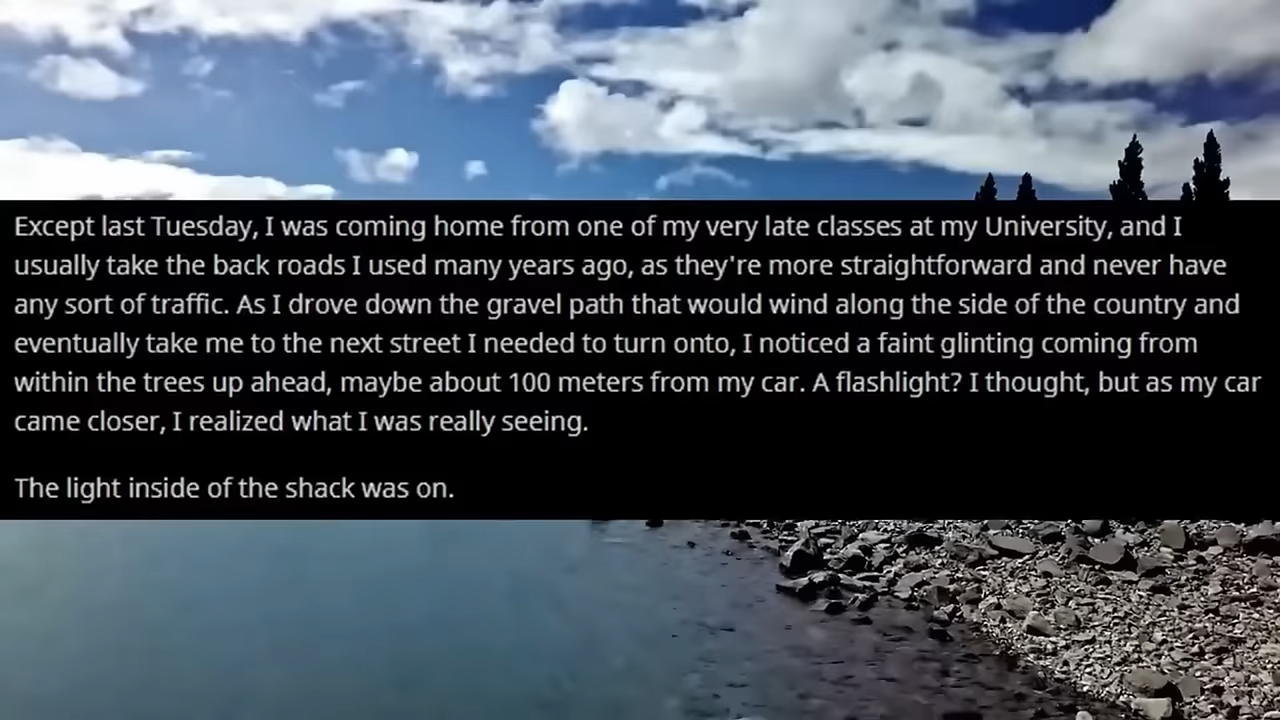 Except last Tuesday, I was coming home from one of my very late classes at my University, and I
usually take the back roads I used many years ago, as they're more straightforward and never have
any sort of traffic. As I drove down the gravel path that would wind along the side of the country and
eventually take me to the next street I needed to turn onto, I noticed a faint glinting coming from
within the trees up ahead, maybe about 100 meters from my car. A flashlight? I thought, but as my car
came closer, I realized what I was really seeing.
The light inside of the shack was on.